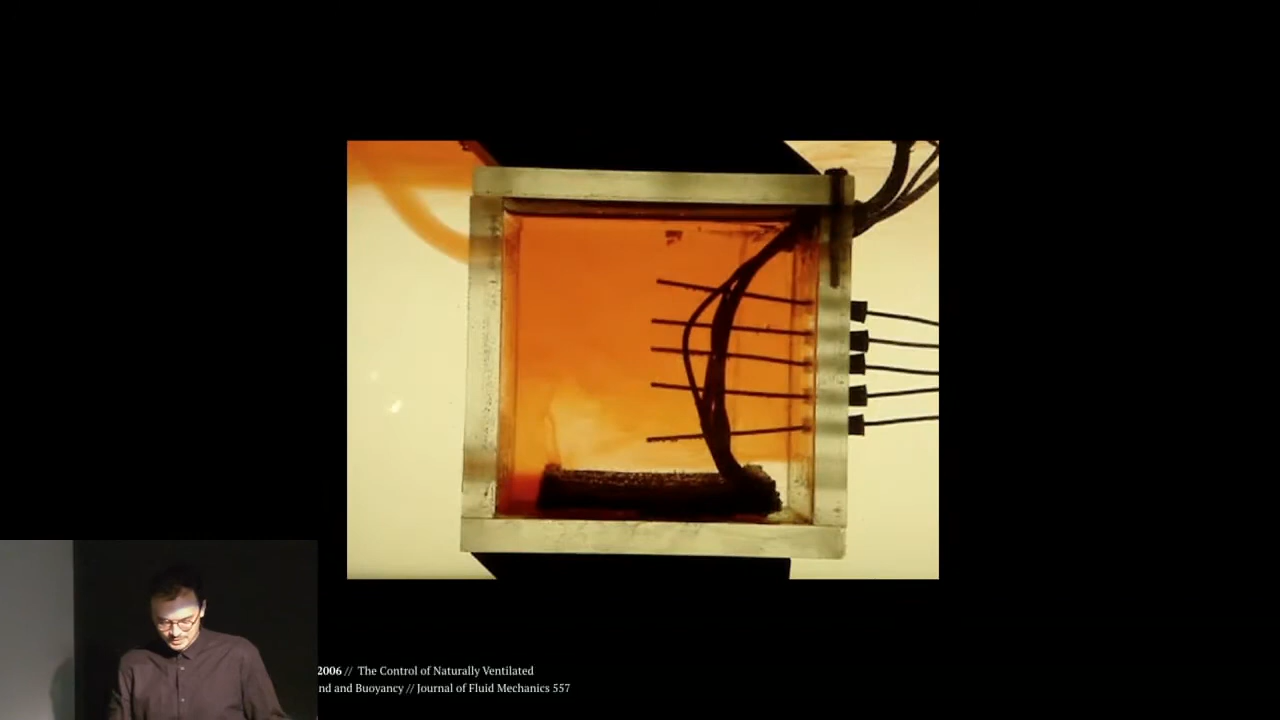 2006 // The Control of Naturally Ventilated
nd and Buoyancy // Journal of Fluid Mechanics 557